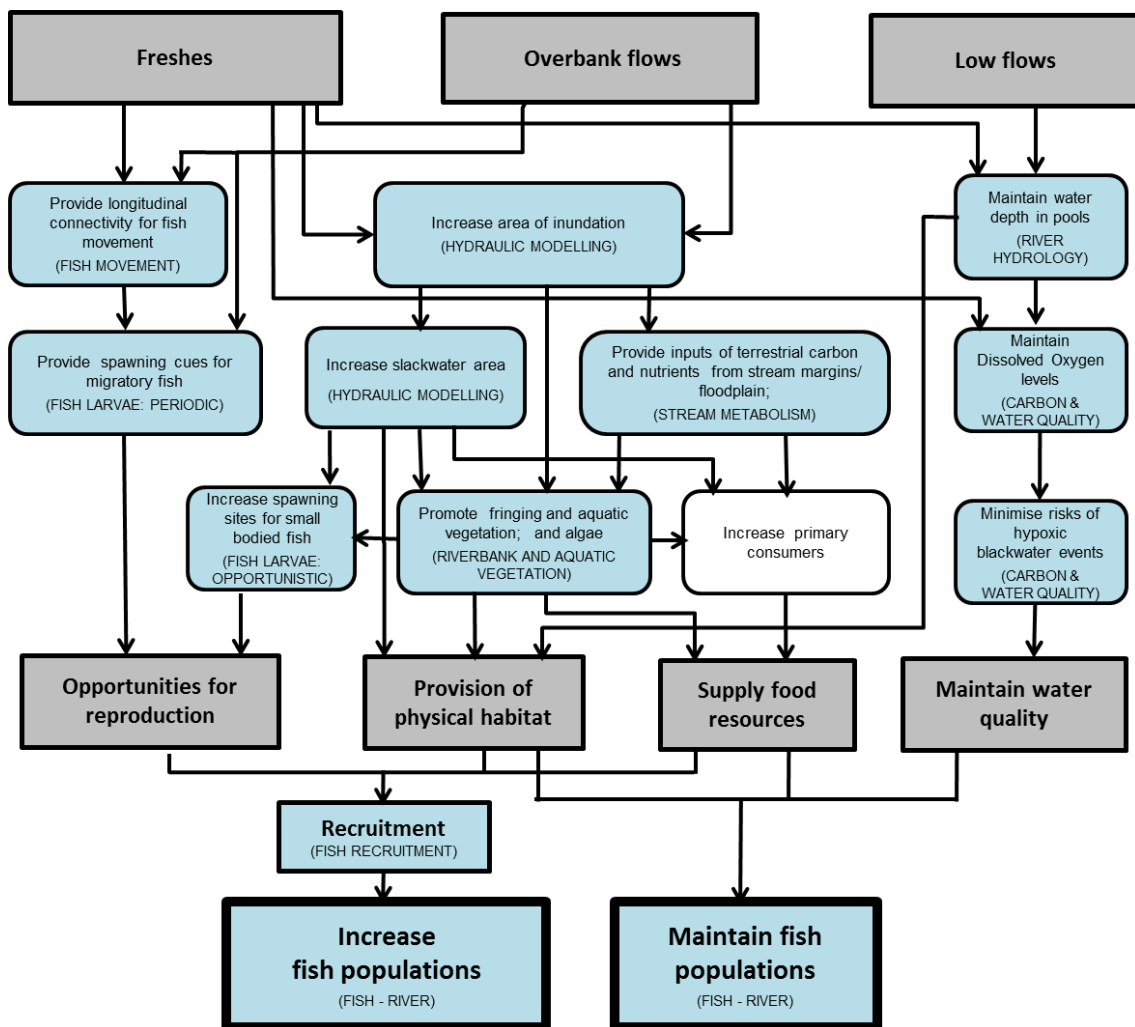 Freshes
Overbank flows
Low flows
Provide longitudinal
connectivity for fish
movement
(FISH MOVEMENT)
Increase area of inundation
(HYDRAULIC MODELLING)
Maintain water
depth in pools
(RIVER
HYDROLOGY)
Provide spawning cues for
migratory fish
(FISH LARVAE: PERIODIC)
Increase slackwater area
(HYDRAULIC MODELLING)
Provide inputs of terrestrial carbon
and nutrients from stream margins/
floodplain;
(STREAM METABOLISM)
Maintain
Dissolved Oxygen
levels
(CARBON &
WATER QUALITY)
Increase spawning
sites for small
bodied fish
(FISH LARVAE:
OPPORTUNISTIC)
Promote fringing and aquatic
vegetation; and algae
(RIVERBANK AND AQUATIC
VEGETATION)
Increase primary
consumers
Minimise risks of
hypoxic
blackwater events
(CARBON &
WATER QUALITY)
Opportunities for
reproduction
Provision of
physical habitat
Supply food
resources
Maintain water
quality
Recruitment
(FISH RECRUITMENT)
Increase
fish populations
(FISH - RIVER)
Maintain fish
populations
(FISH - RIVER)